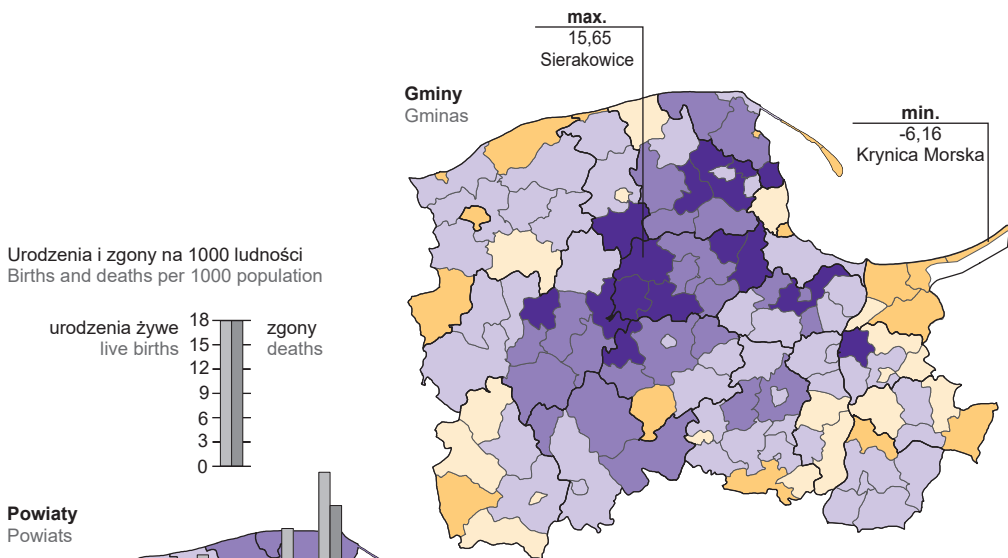 max.
15,65
Sierakowice
Gminy
Gminas
min.
-6,16
Krynica Morska
Urodzenia i zgony na 1000 ludności
Births and deaths per 1000 population
urodzenia żywe
live births
18
15
12
9
6
3
0
zgony
deaths
Powiaty
Powiats